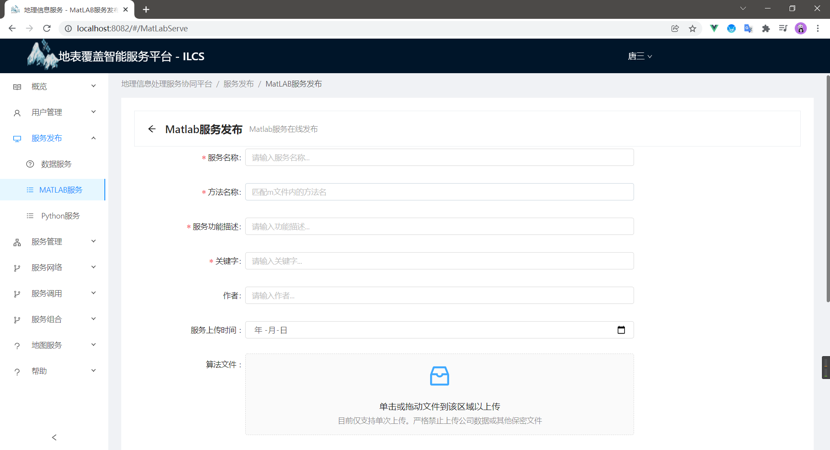 地理信息服务 - MatLAB服务发布
localhost:8082/#/MatLabServe
地表覆盖智能服务平台 - ILCS
唐三
概览
用户管理
服务发布
数据服务
MATLAB服务
Python服务
服务管理
服务网络
服务调用
服务组合
地图服务
帮助
地理信息处理服务协同平台 / 服务发布 / MatLAB服务发布
Matlab服务发布 Matlab服务在线发布
* 服务名称: 请输入服务名称...
* 方法名称: 匹配m文件内的方法名
* 服务功能描述: 请输入功能描述...
* 关键字: 请输入关键字...
作者: 请输入作者...
服务上传时间 : 年 -月-日
算法文件 :
单击或拖动文件到该区域以上传
目前仅支持单次上传。严格禁止上传公司数据或其他保密文件